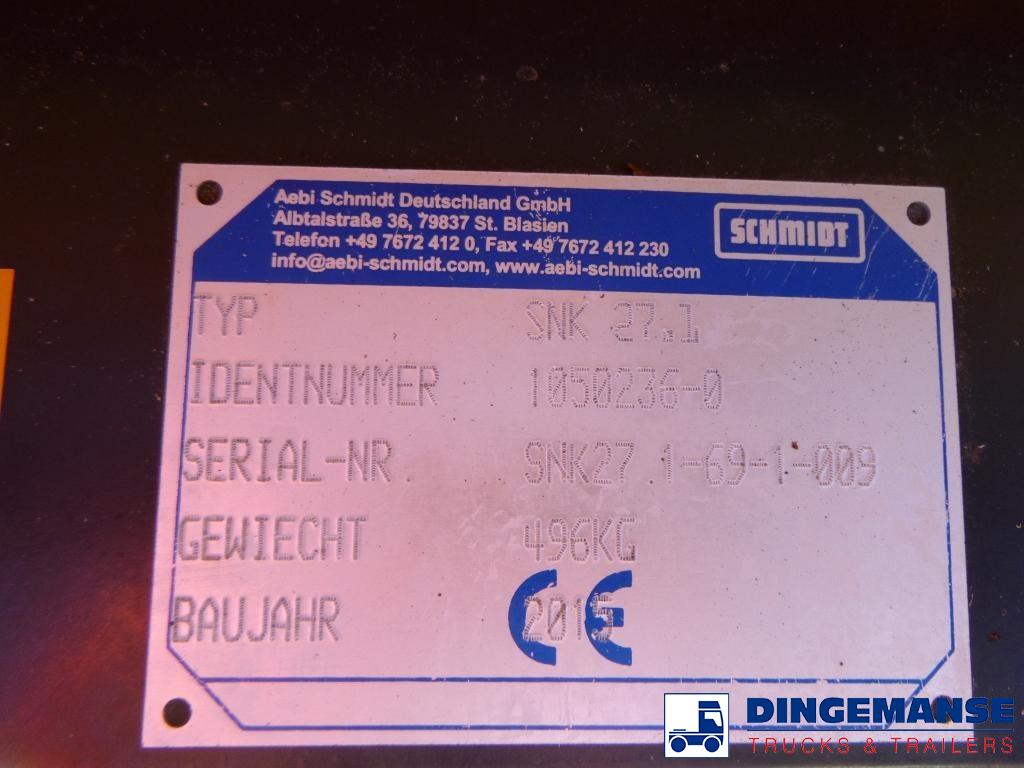 Aebi Schmidt Deutschland GmbH
Albtalstraße 36, 79837 St. Blasien
Telefon +49 7672 412 0, Fax +49 7672 412 230
info@aebi-schmidt.com, www.aebi-schmidt.com
SCHMIDT
TYP SNK 27.1
IDENTNUMMER 1050236-0
SERIAL-NR. SNK27.1-69-1-009
GEWIECHT 496KG
BAUJAHR 2015
CE
DINGEMANSE
TRUCKS & TRAILERS